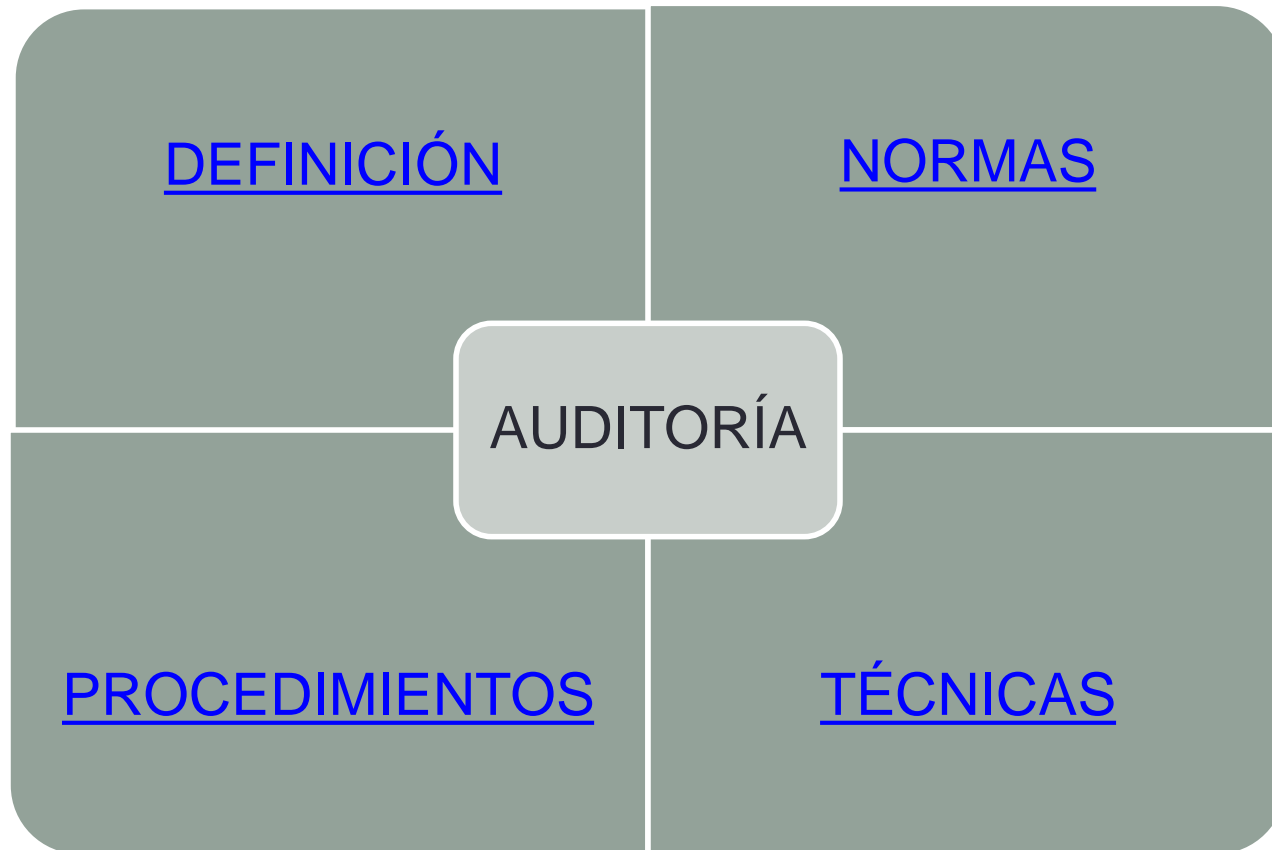 DEFINICIÓN
NORMAS
AUDITORÍA
PROCEDIMIENTOS
TÉCNICAS